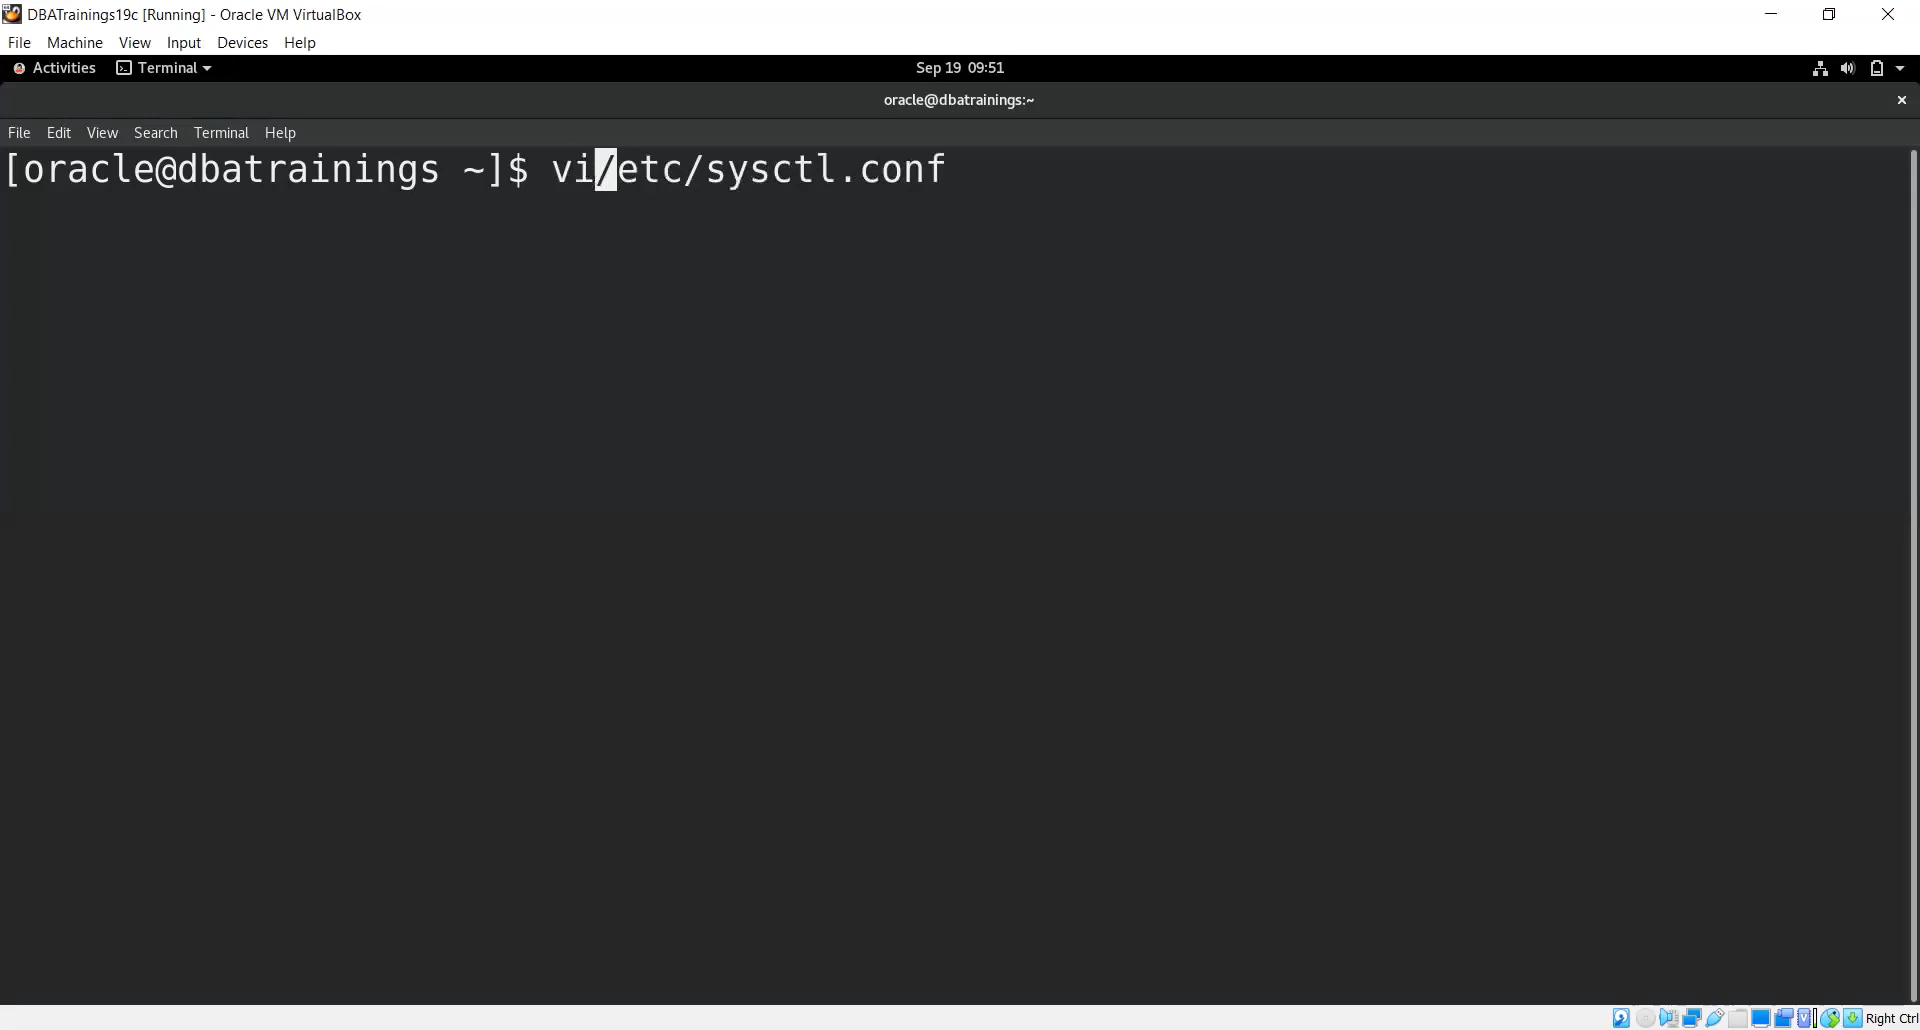 DBATrainings19c [Running] - Oracle VM VirtualBox
File Machine View Input Devices Help
Activities Terminal Sep 19 09:51
oracle@dbatrainings:~
File Edit View Search Terminal Help
[oracle@dbatrainings ~]$ vi/etc/sysctl.conf
Right Ctrl